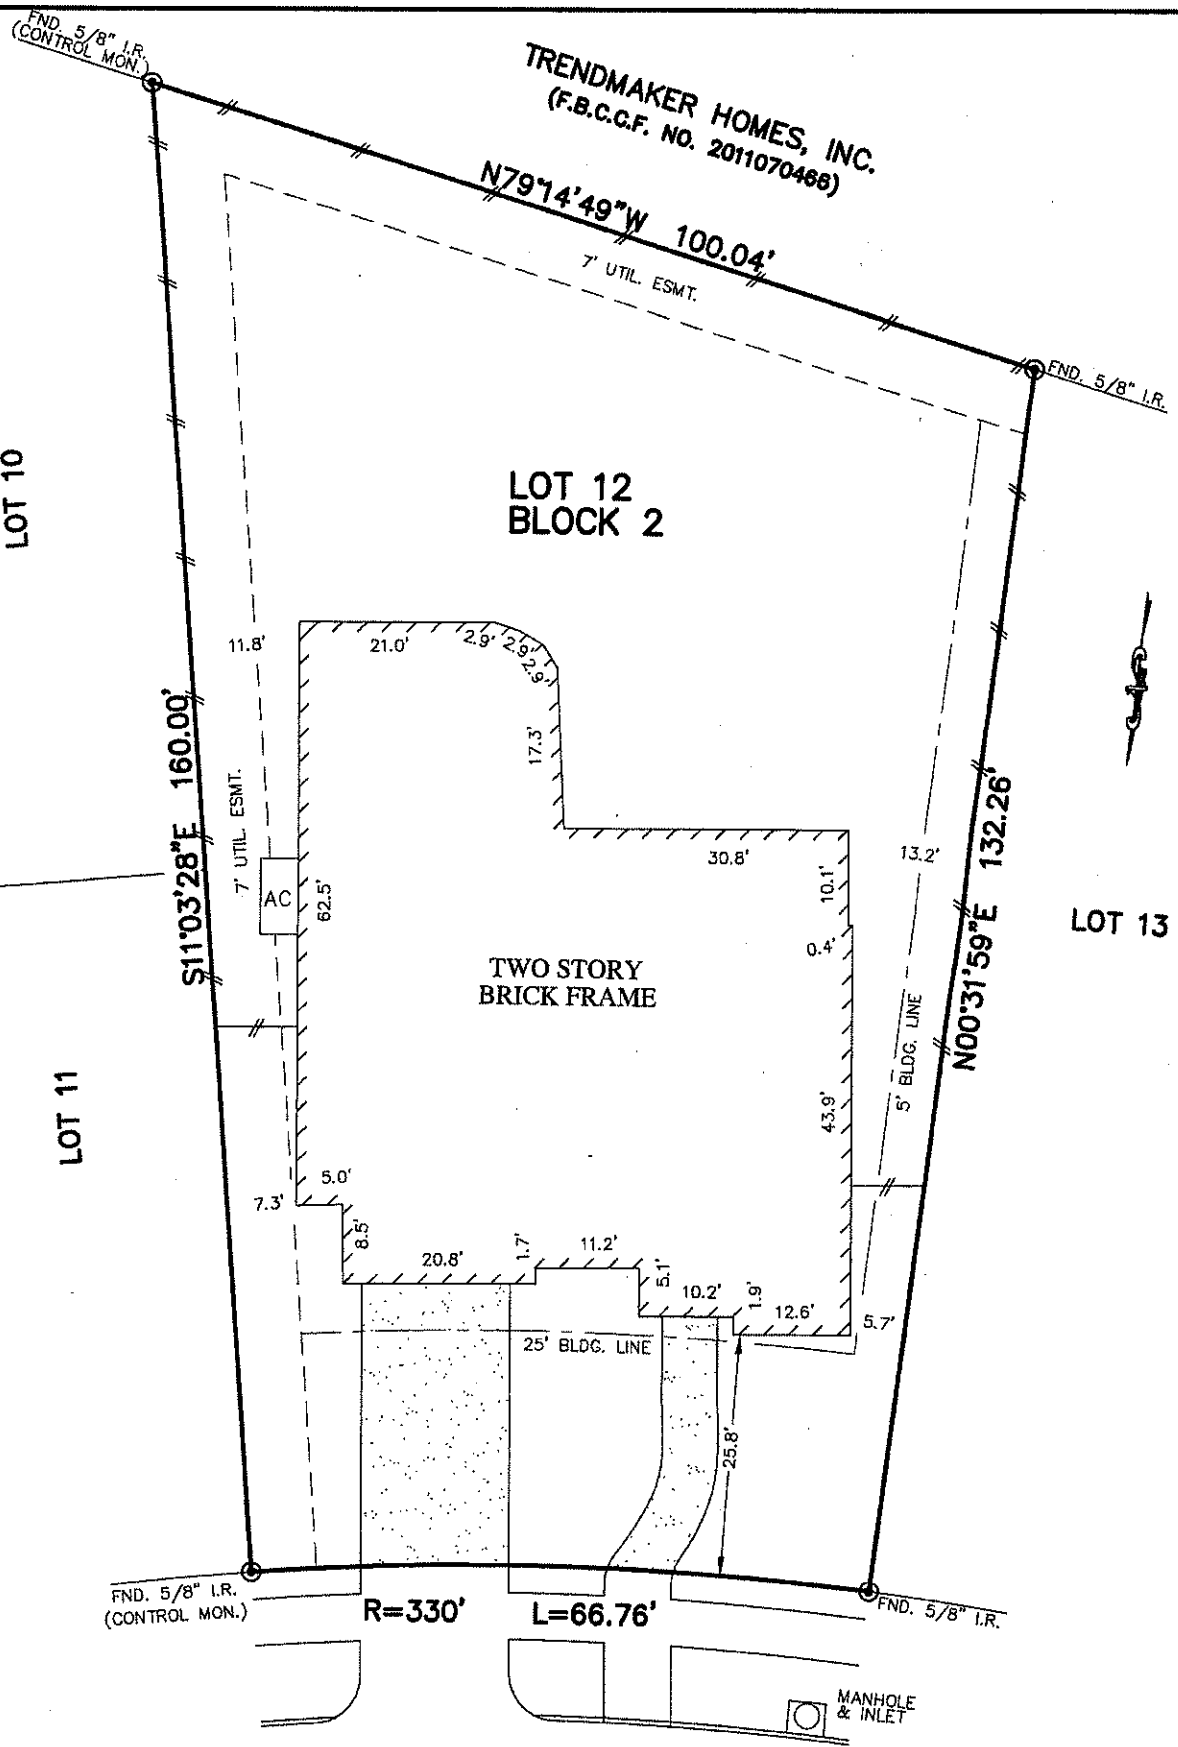 FND. 5/8" I.R.
(CONTROL MON.)
TRENDMAKER HOMES, INC.
(F.B.C.C.F. NO. 2011070466)
N79°14'49"W 100.04'
7' UTIL. ESMT.
FND. 5/8" I.R.
LOT 10
LOT 12
BLOCK 2
11.8'
21.0'
2.9'
2.9'
2.9'
17.3'
S11°03'28"E 160.00'
7' UTIL. ESMT.
AC
62.5'
30.8'
10.1'
13.2'
N00°31'59"E 132.26'
LOT 13
0.4'
TWO STORY
BRICK FRAME
5' BLDG. LINE
43.9'
LOT 11
5.0'
7.3'
8.5'
20.8'
1.7'
11.2'
5.1'
10.2'
1.9'
12.6'
5.7'
25' BLDG. LINE
25.8'
FND. 5/8" I.R.
(CONTROL MON.)
R=330' L=66.76'
FND. 5/8" I.R.
MANHOLE
& INLET